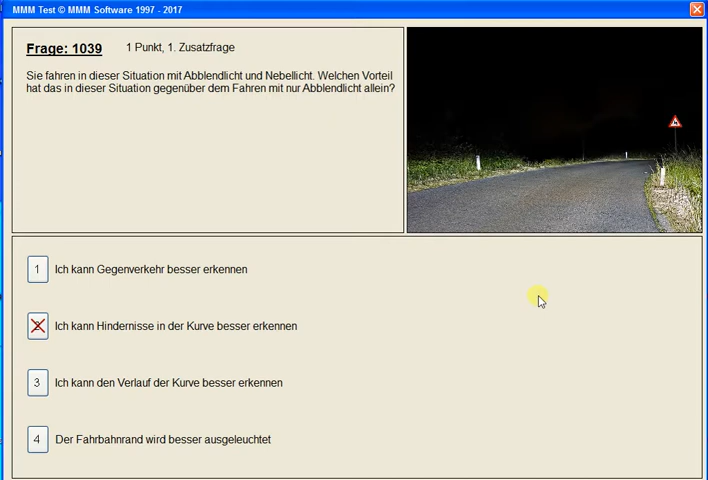 MMM Test © MMM Software 1997 - 2017
Frage: 1039
1 Punkt, 1. Zusatzfrage
Sie fahren in dieser Situation mit Abblendlicht und Nebellicht. Welchen Vorteil
hat das in dieser Situation gegenüber dem Fahren mit nur Abblendlicht allein?
1 Ich kann Gegenverkehr besser erkennen
2 Ich kann Hindernisse in der Kurve besser erkennen
3 Ich kann den Verlauf der Kurve besser erkennen
4 Der Fahrbahnrand wird besser ausgeleuchtet